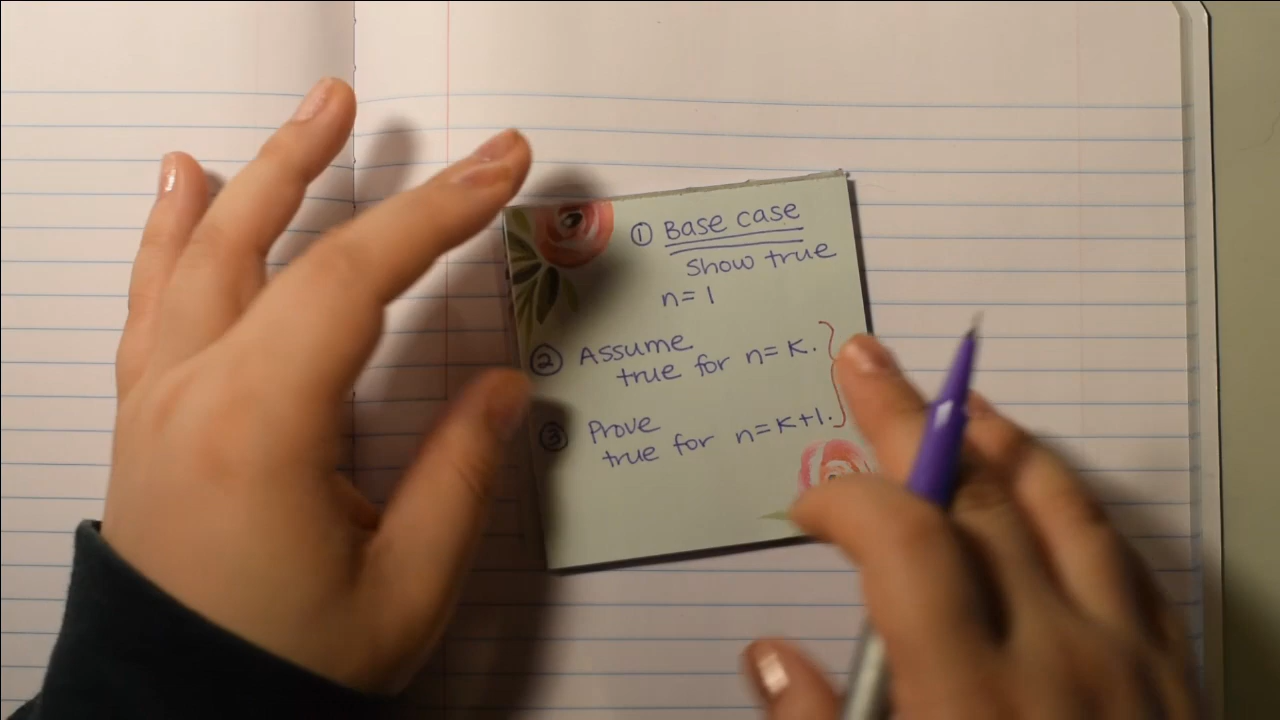 ① Base case
show true
n=1
② Assume
true for n=k.
③ Prove
true for n=k+1.